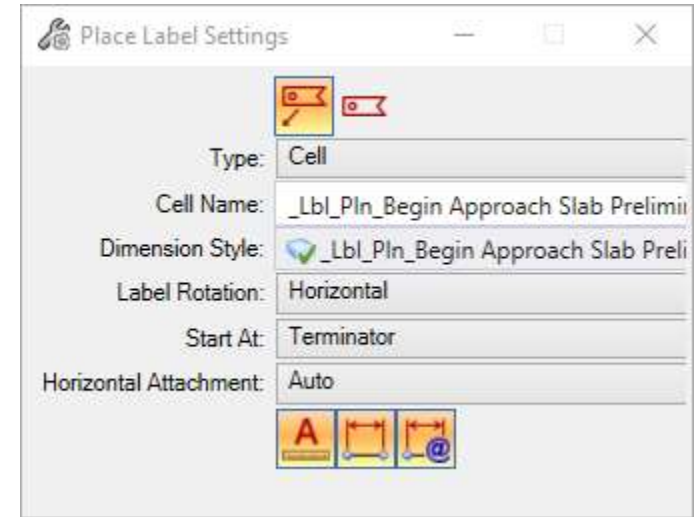 Place Label Settings
Type: Cell
Cell Name: _Lbl_Pln_Begin Approach Slab Prelimi
Dimension Style: _Lbl_Pln_Begin Approach Slab Preli
Label Rotation: Horizontal
Start At: Terminator
Horizontal Attachment: Auto
A
@